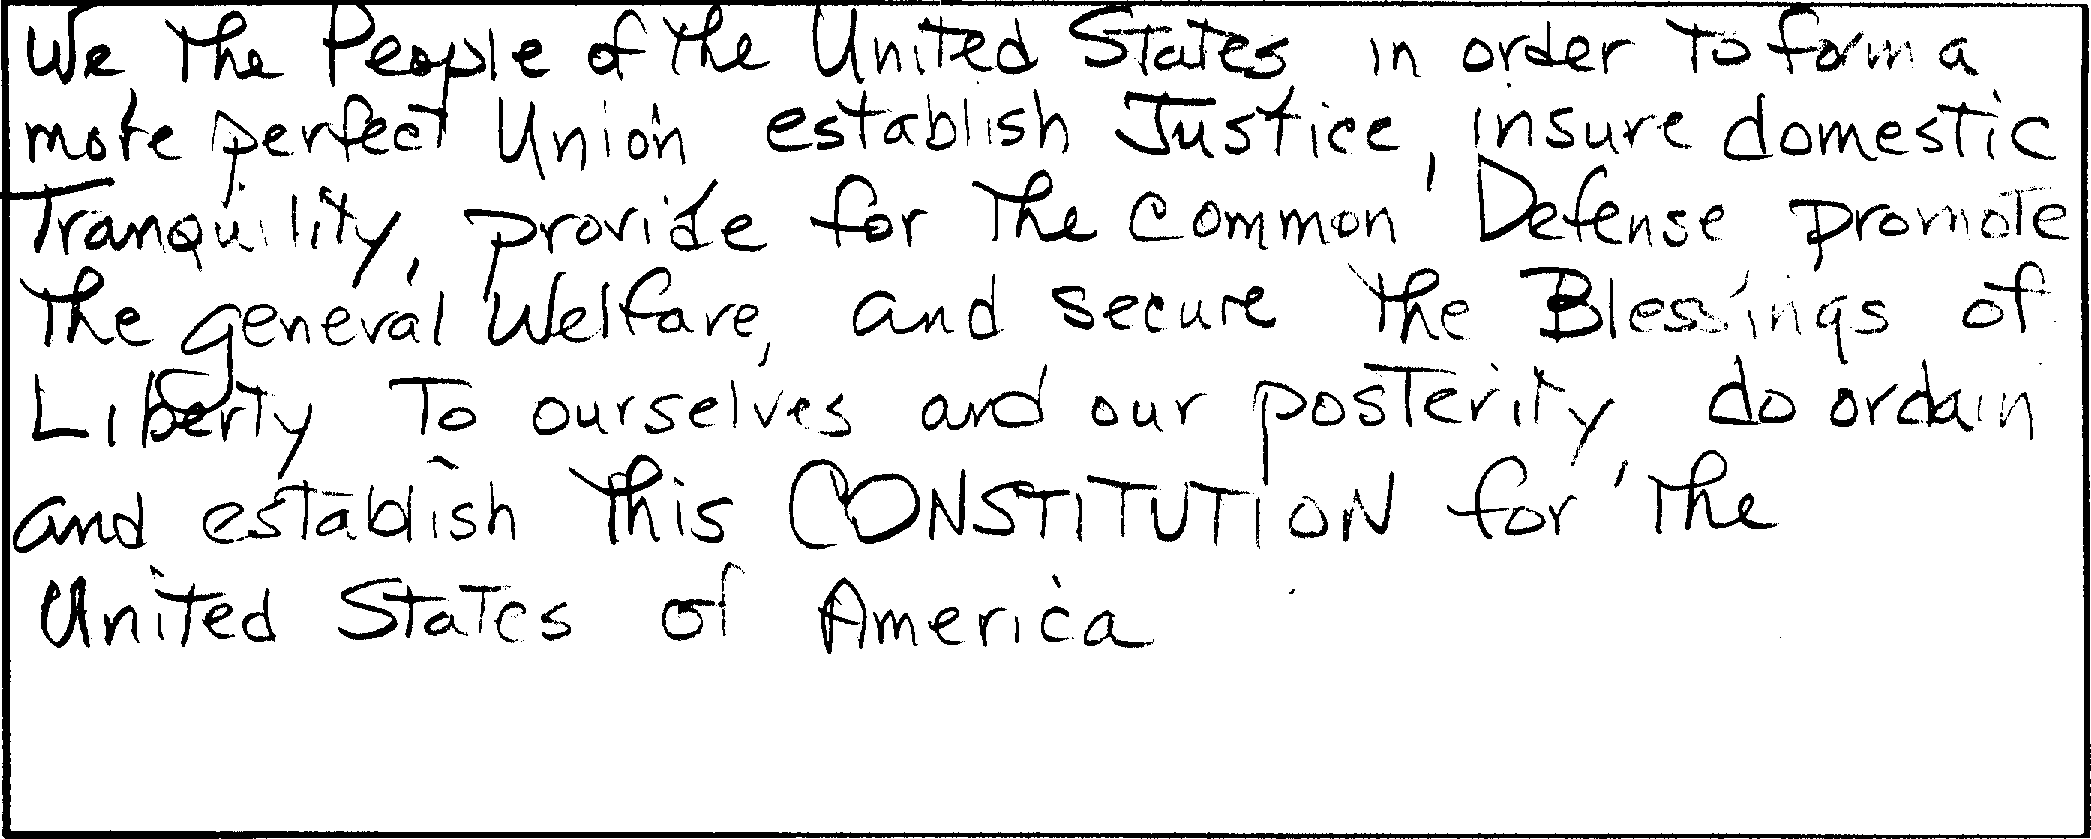 We, the People of the United States in order to form a
more perfect Union establish Justice, insure domestic
Tranquility, provide for the common Defense promote
the general Welfare, and secure the Blessings of
Liberty to ourselves and our posterity, do ordain
and establish this CONSTITUTION for the
United States of America